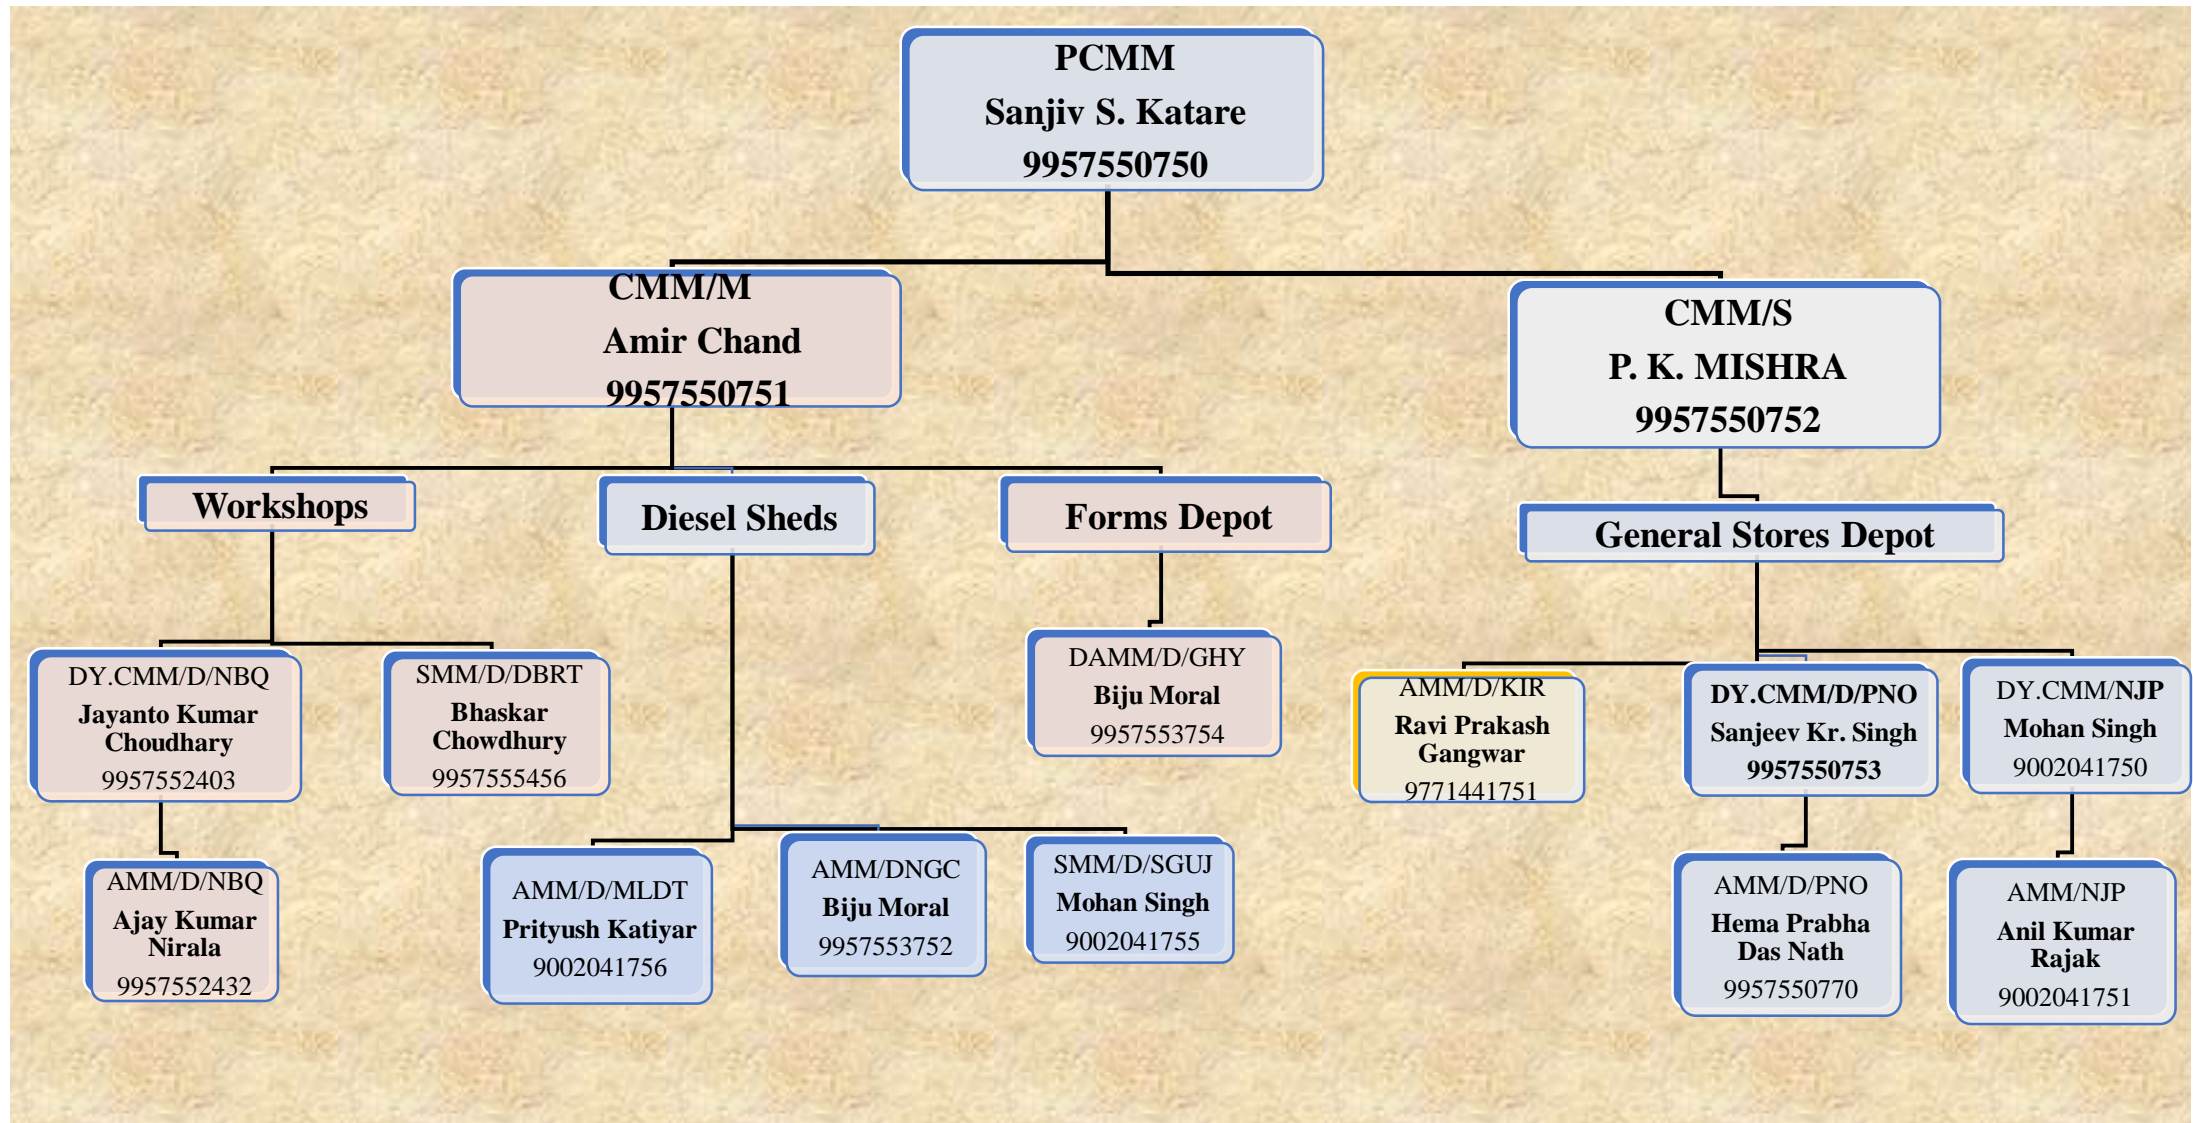 PCMM
Sanjiv S. Katare
9957550750
CMM/M
Amir Chand
9957550751
CMM/S
P. K. MISHRA
9957550752
Workshops
Diesel Sheds
Forms Depot
General Stores Depot
DY.CMM/D/NBQ
Jayanto Kumar
Choudhary
9957552403
SMM/D/DBRT
Bhaskar
Chowdhury
9957555456
DAMM/D/GHY
Biju Moral
9957553754
AMM/D/KIR
Ravi Prakash
Gangwar
9771441751
DY.CMM/D/PNO
Sanjeev Kr. Singh
9957550753
DY.CMM/NJP
Mohan Singh
9002041750
AMM/D/NBQ
Ajay Kumar
Nirala
9957552432
AMM/D/MLDT
Prityush Katiyar
9002041756
AMM/DNGC
Biju Moral
9957553752
SMM/D/SGUJ
Mohan Singh
9002041755
AMM/D/PNO
Hema Prabha
Das Nath
9957550770
AMM/NJP
Anil Kumar
Rajak
9002041751